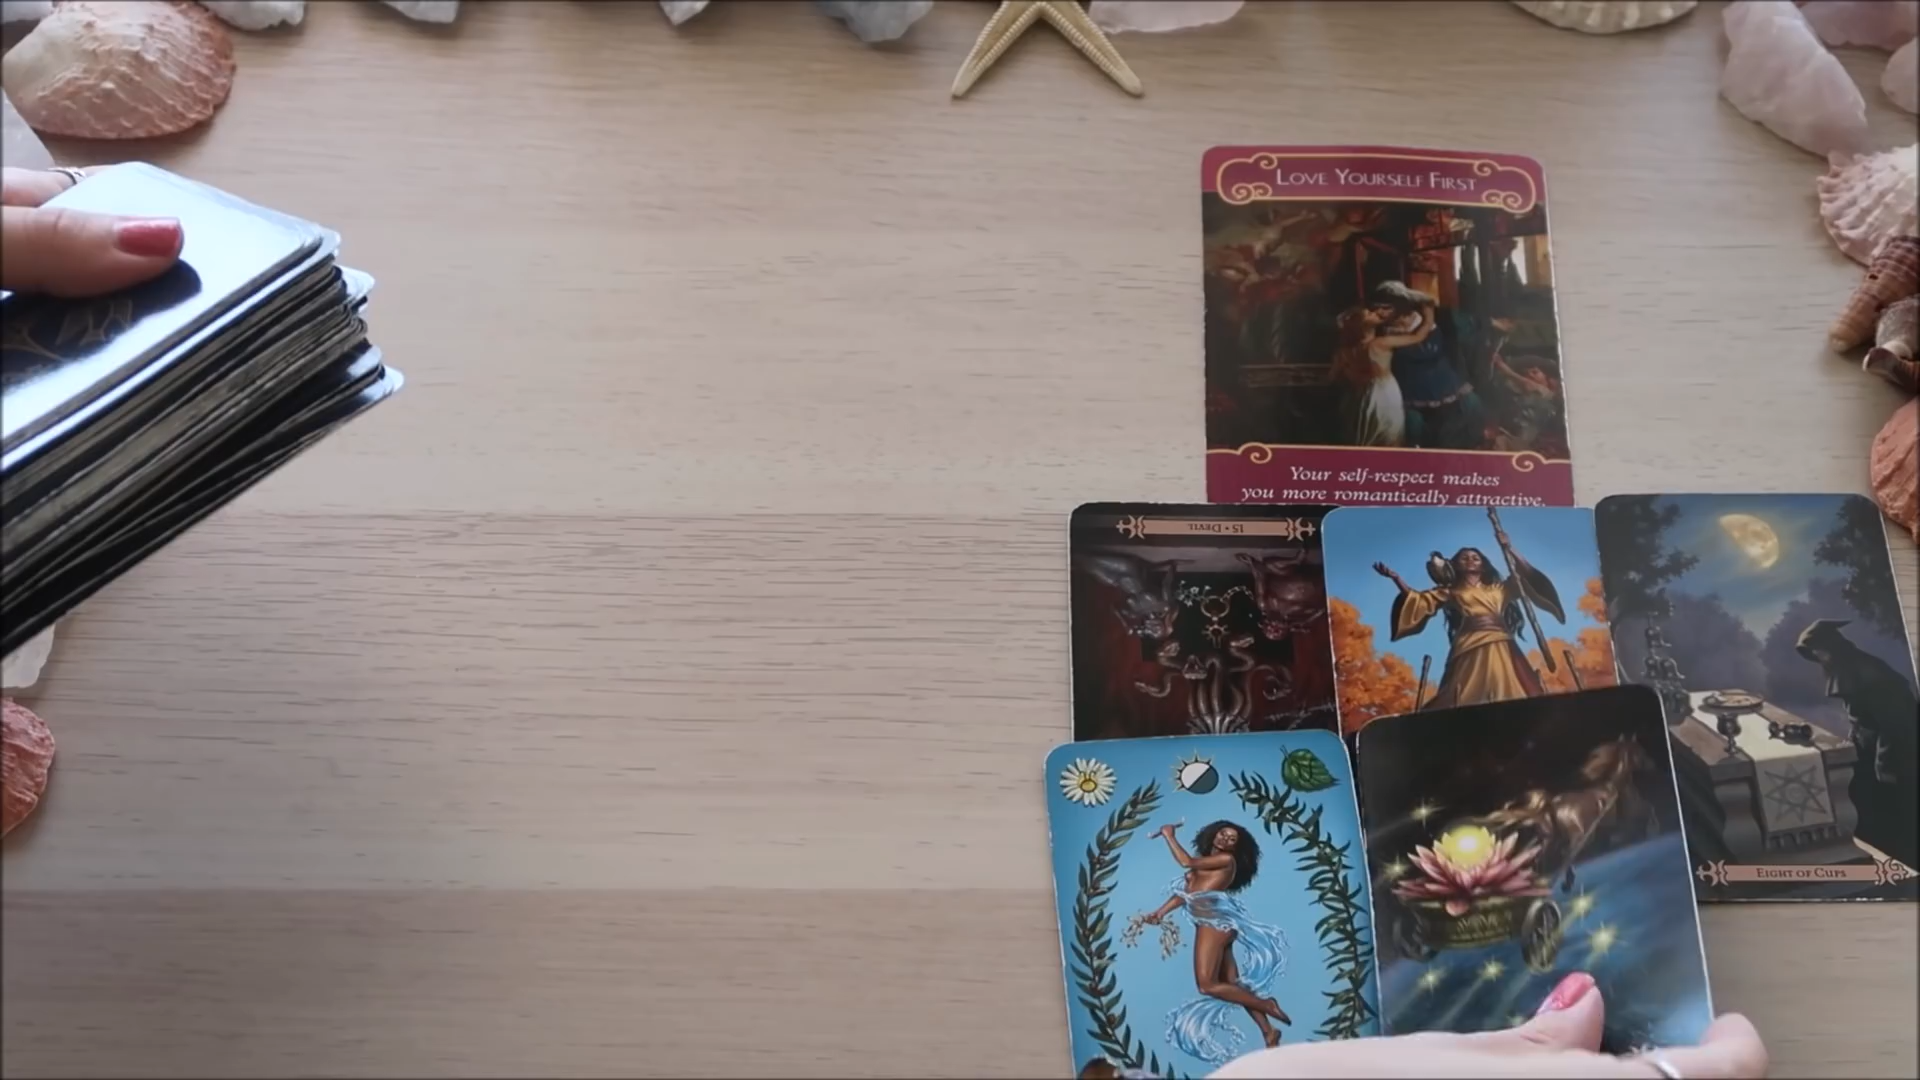 LOVE YOURSELF FIRST
Your self-respect makes
you more romantically attractive.
15 • DEVIL
EIGHT OF CUPS